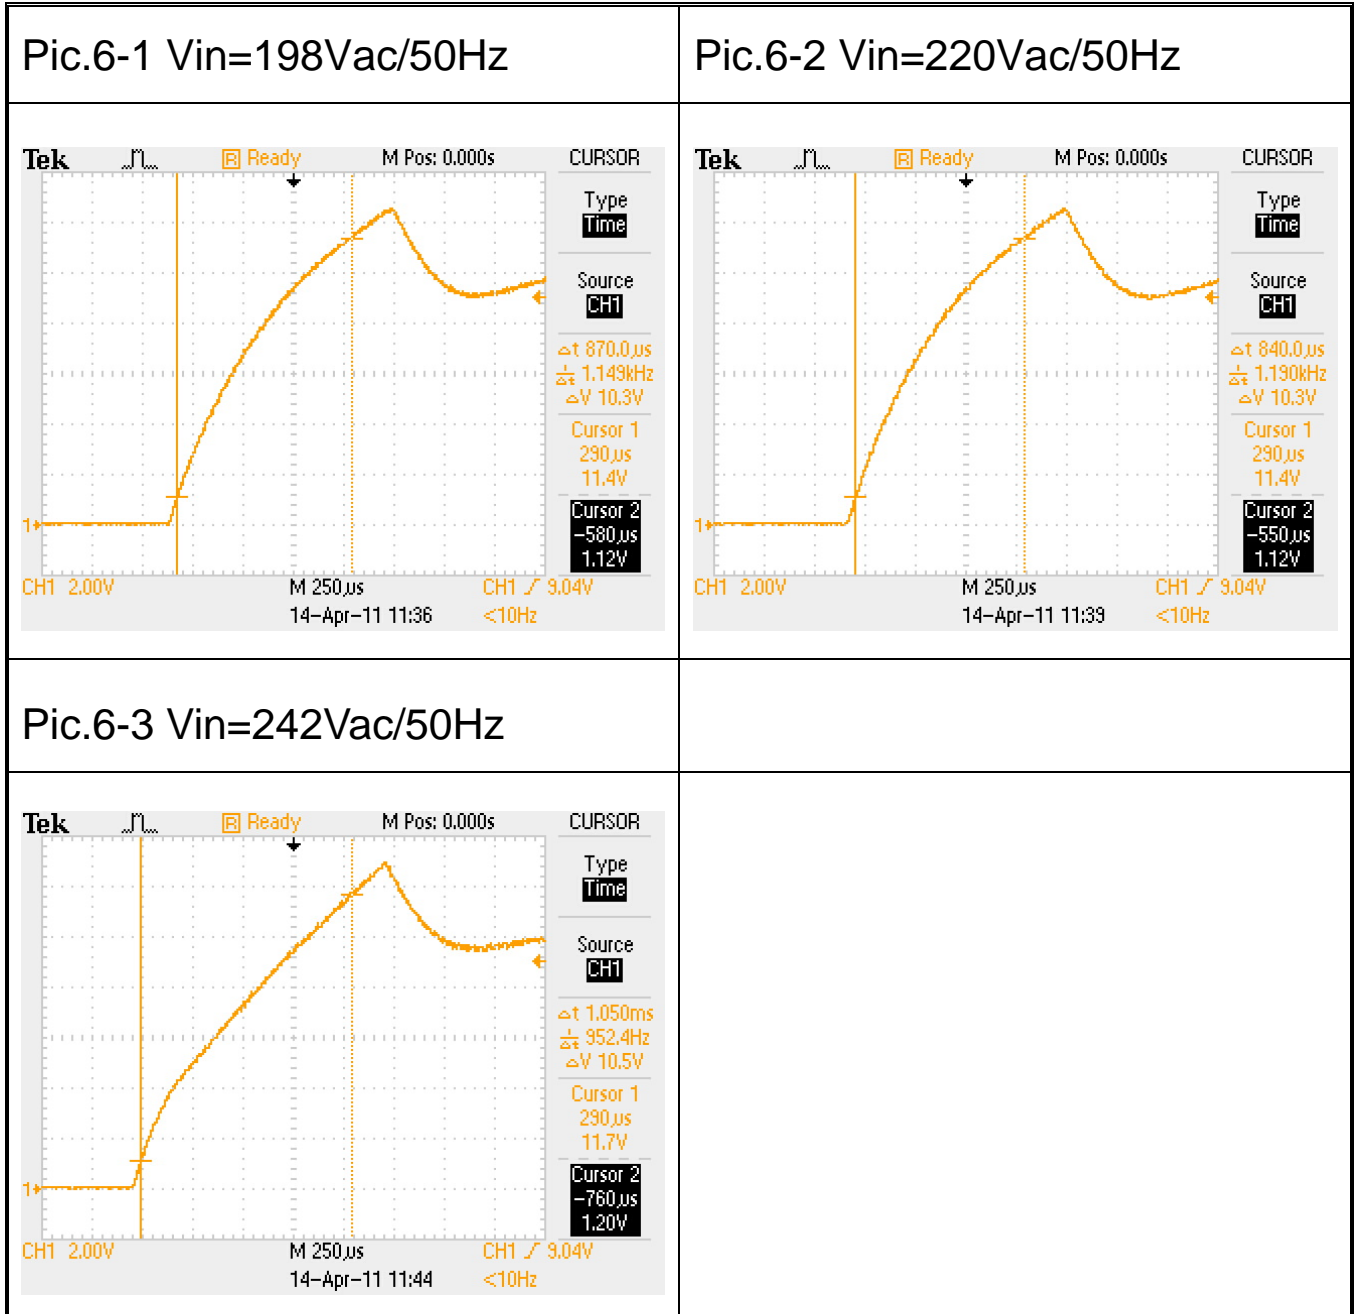 Pic.6-1 Vin=198Vac/50Hz
Pic.6-2 Vin=220Vac/50Hz
Tek
R Ready
M Pos: 0.000s
CURSOR
Type
Time
Source
CH1
△t 870.0µs
1/△t 1.149kHz
△V 10.3V
Cursor 1
290µs
11.4V
Cursor 2
-580µs
1.12V
1
CH1 2.00V
M 250µs
CH1 9.04V
14-Apr-11 11:36
<10Hz
Tek
R Ready
M Pos: 0.000s
CURSOR
Type
Time
Source
CH1
△t 840.0µs
1/△t 1.190kHz
△V 10.3V
Cursor 1
290µs
11.4V
Cursor 2
-550µs
1.12V
1
CH1 2.00V
M 250µs
CH1 9.04V
14-Apr-11 11:39
<10Hz
Pic.6-3 Vin=242Vac/50Hz
Tek
R Ready
M Pos: 0.000s
CURSOR
Type
Time
Source
CH1
△t 1.050ms
1/△t 952.4Hz
△V 10.5V
Cursor 1
290µs
11.7V
Cursor 2
-760µs
1.20V
1
CH1 2.00V
M 250µs
CH1 9.04V
14-Apr-11 11:44
<10Hz